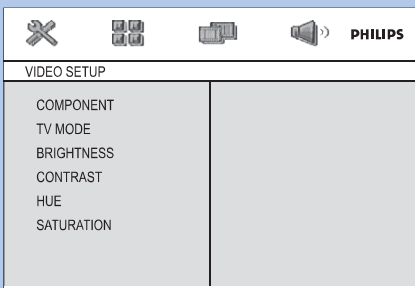 PHILIPS
VIDEO SETUP
COMPONENT
TV MODE
BRIGHTNESS
CONTRAST
HUE
SATURATION